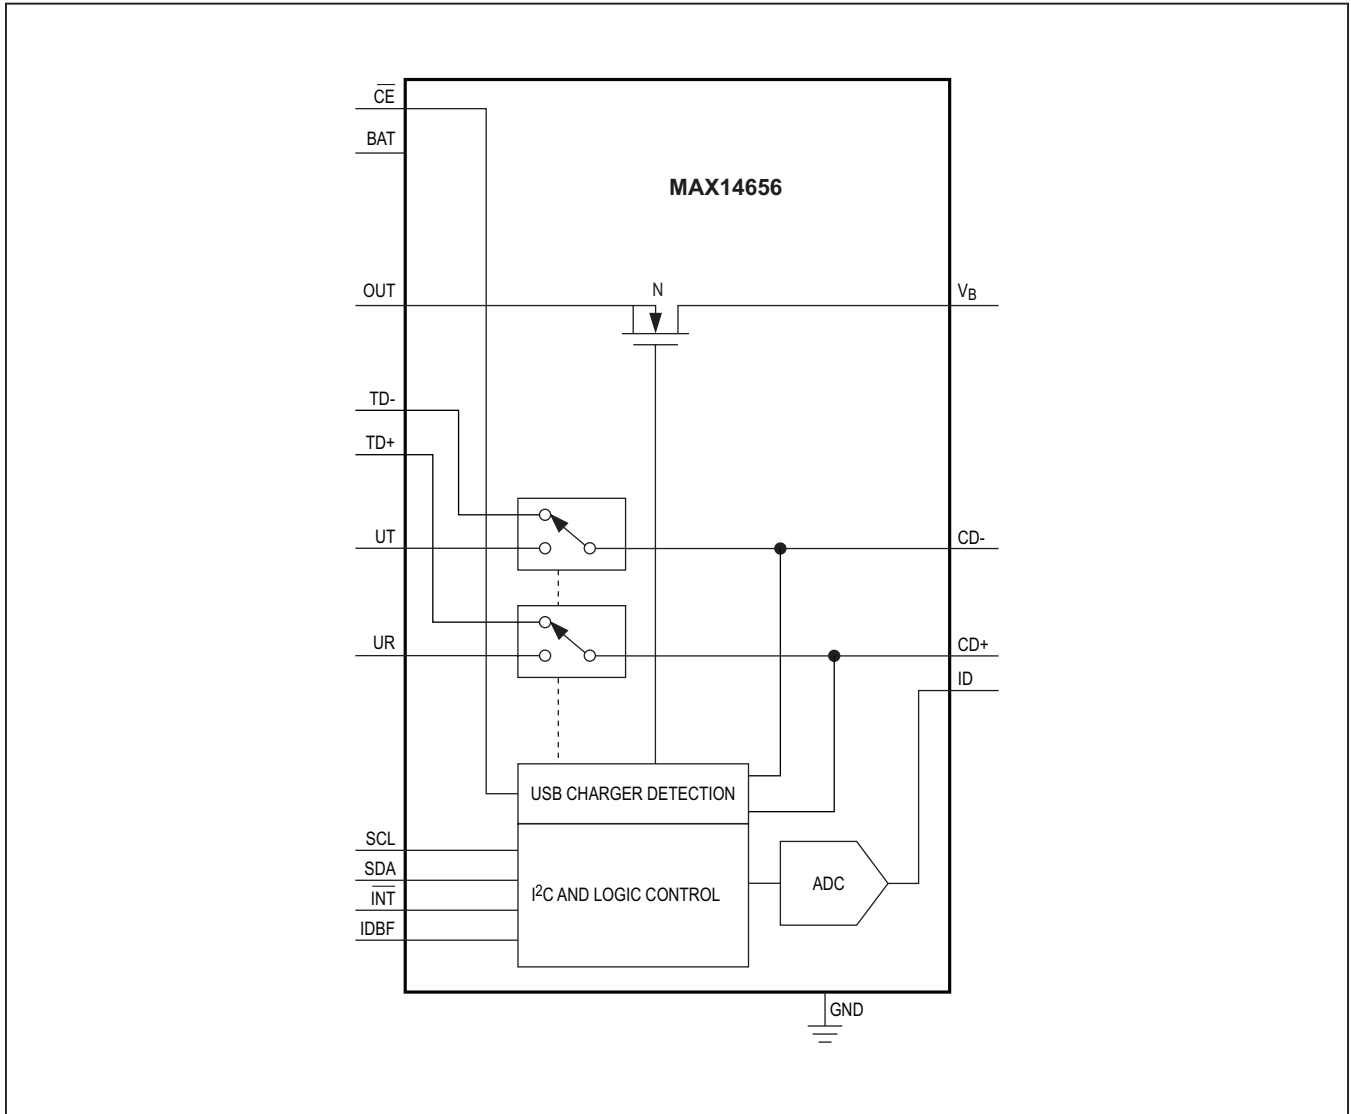 CE
BAT
MAX14656
OUT
N
VB
TD-
TD+
UT
CD-
UR
CD+
ID
USB CHARGER DETECTION
SCL
SDA
INT
IDBF
I2C AND LOGIC CONTROL
ADC
GND